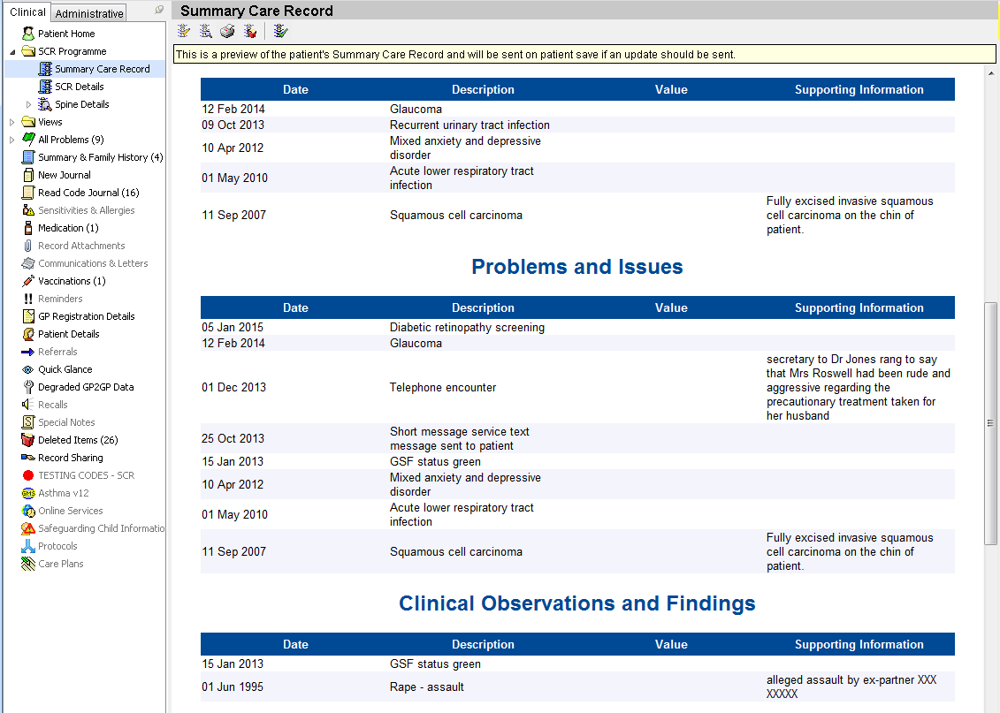 Clinical Administrative
Patient Home
SCR Programme
Summary Care Record
SCR Details
Spine Details
Views
All Problems (9)
Summary & Family History (4)
New Journal
Read Code Journal (16)
Sensitivities & Allergies
Medication (1)
Record Attachments
Communications & Letters
Vaccinations (1)
Reminders
GP Registration Details
Patient Details
Referrals
Quick Glance
Degraded GP2GP Data
Recalls
Special Notes
Deleted Items (26)
Record Sharing
TESTING CODES - SCR
GMS Asthma v12
Online Services
Safeguarding Child Informatio
Protocols
Care Plans
Summary Care Record
This is a preview of the patient's Summary Care Record and will be sent on patient save if an update should be sent.
Date Description Value Supporting Information
12 Feb 2014 Glaucoma
09 Oct 2013 Recurrent urinary tract infection
10 Apr 2012 Mixed anxiety and depressive
disorder
01 May 2010 Acute lower respiratory tract
infection
11 Sep 2007 Squamous cell carcinoma Fully excised invasive squamous
cell carcinoma on the chin of
patient.
Problems and Issues
Date Description Value Supporting Information
05 Jan 2015 Diabetic retinopathy screening
12 Feb 2014 Glaucoma
01 Dec 2013 Telephone encounter secretary to Dr Jones rang to say
that Mrs Roswell had been rude and
aggressive regarding the
precautionary treatment taken for
her husband
25 Oct 2013 Short message service text
message sent to patient
15 Jan 2013 GSF status green
10 Apr 2012 Mixed anxiety and depressive
disorder
01 May 2010 Acute lower respiratory tract
infection
11 Sep 2007 Squamous cell carcinoma Fully excised invasive squamous
cell carcinoma on the chin of
patient.
Clinical Observations and Findings
Date Description Value Supporting Information
15 Jan 2013 GSF status green
01 Jun 1995 Rape - assault alleged assault by ex-partner XXX
XXXXX